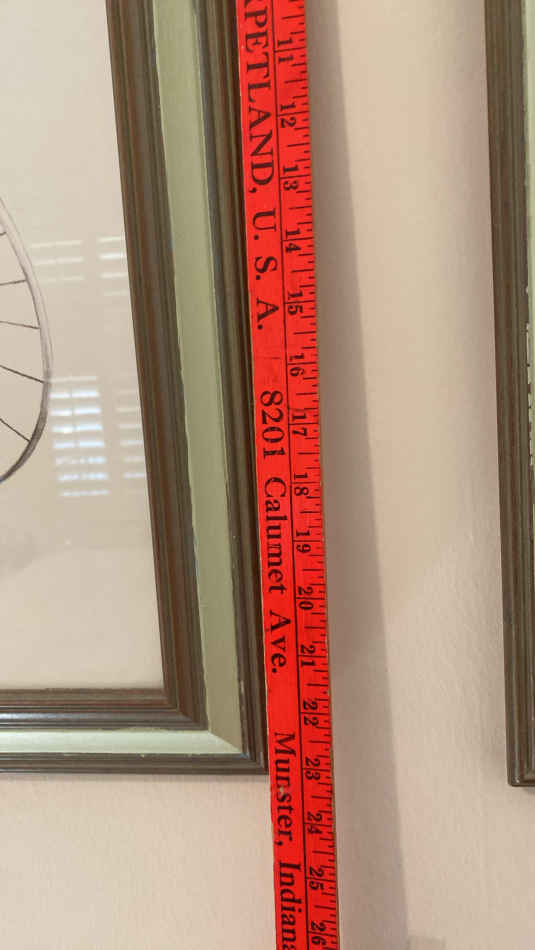 RPETLAND, U. S. A. 8201 Calumet Ave. Munster, Indiana
11 12 13 14 15 16 17 18 19 20 21 22 23 24 25 26